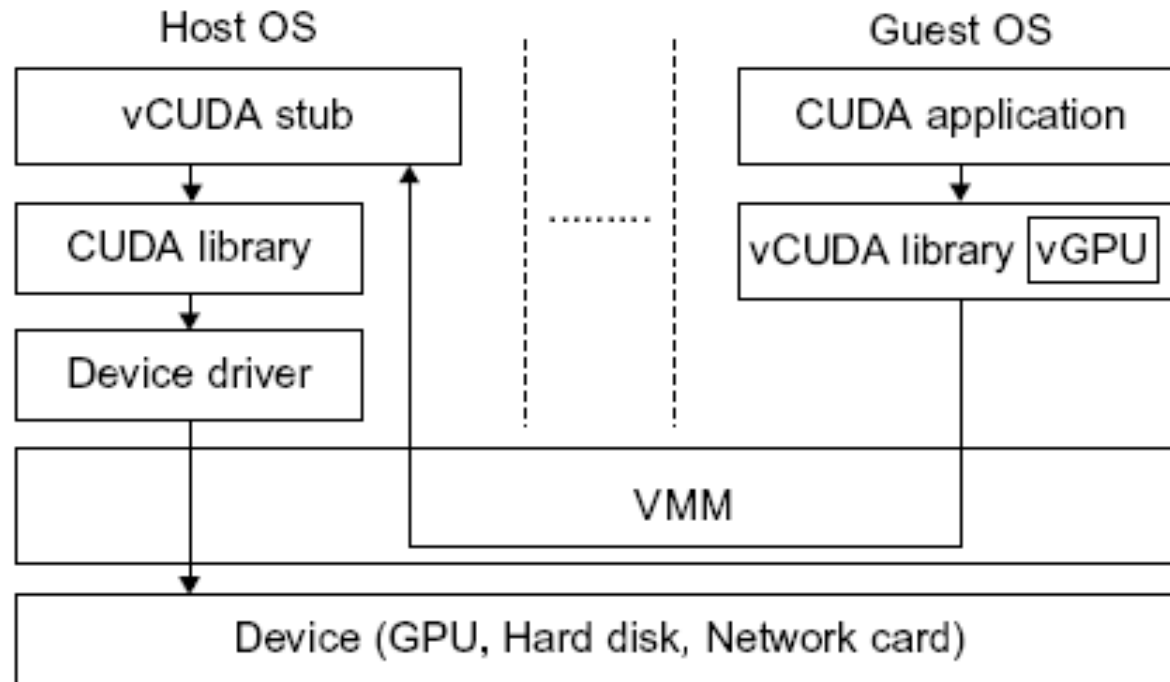 Host OS
Guest OS
vCUDA stub
CUDA application
CUDA library
vCUDA library
vGPU
Device driver
VMM
Device (GPU, Hard disk, Network card)